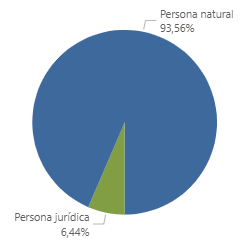 Persona natural
93,56%
Persona jurídica
6,44%